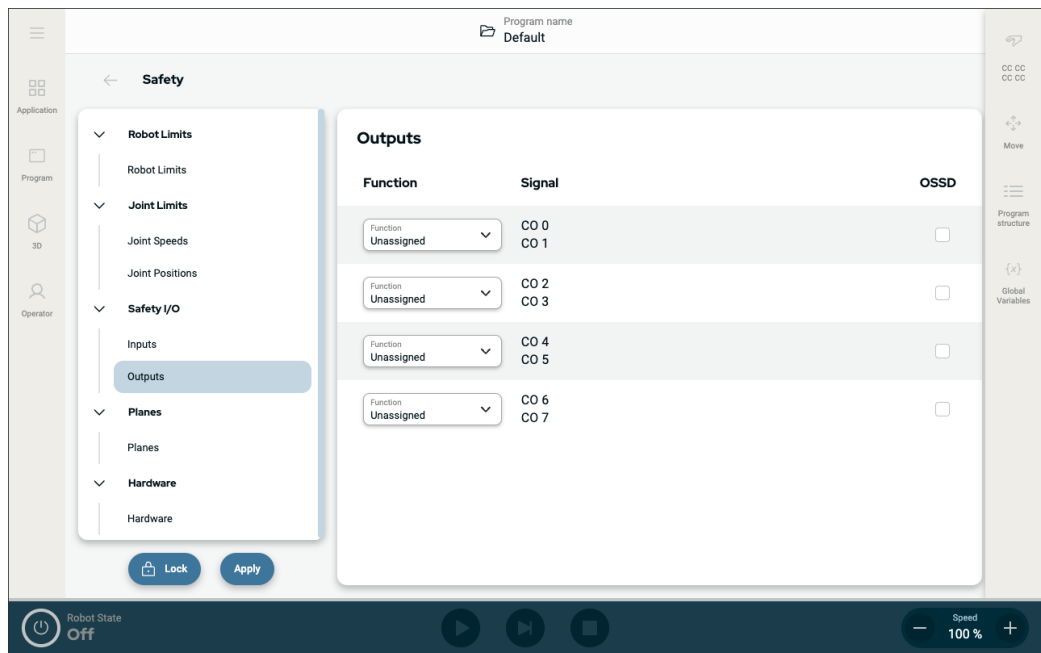 Program name
Default
Application
Program
3D
Operator
Safety
Robot Limits
Robot Limits
Joint Limits
Joint Speeds
Joint Positions
Safety I/O
Inputs
Outputs
Planes
Planes
Hardware
Hardware
Lock
Apply
Outputs
Function
Signal
OSSD
Function
Unassigned
CO 0
CO 1
Function
Unassigned
CO 2
CO 3
Function
Unassigned
CO 4
CO 5
Function
Unassigned
CO 6
CO 7
CC CC
CC CC
Move
Program
structure
{x}
Global
Variables
Robot State
Off
Speed
100 %